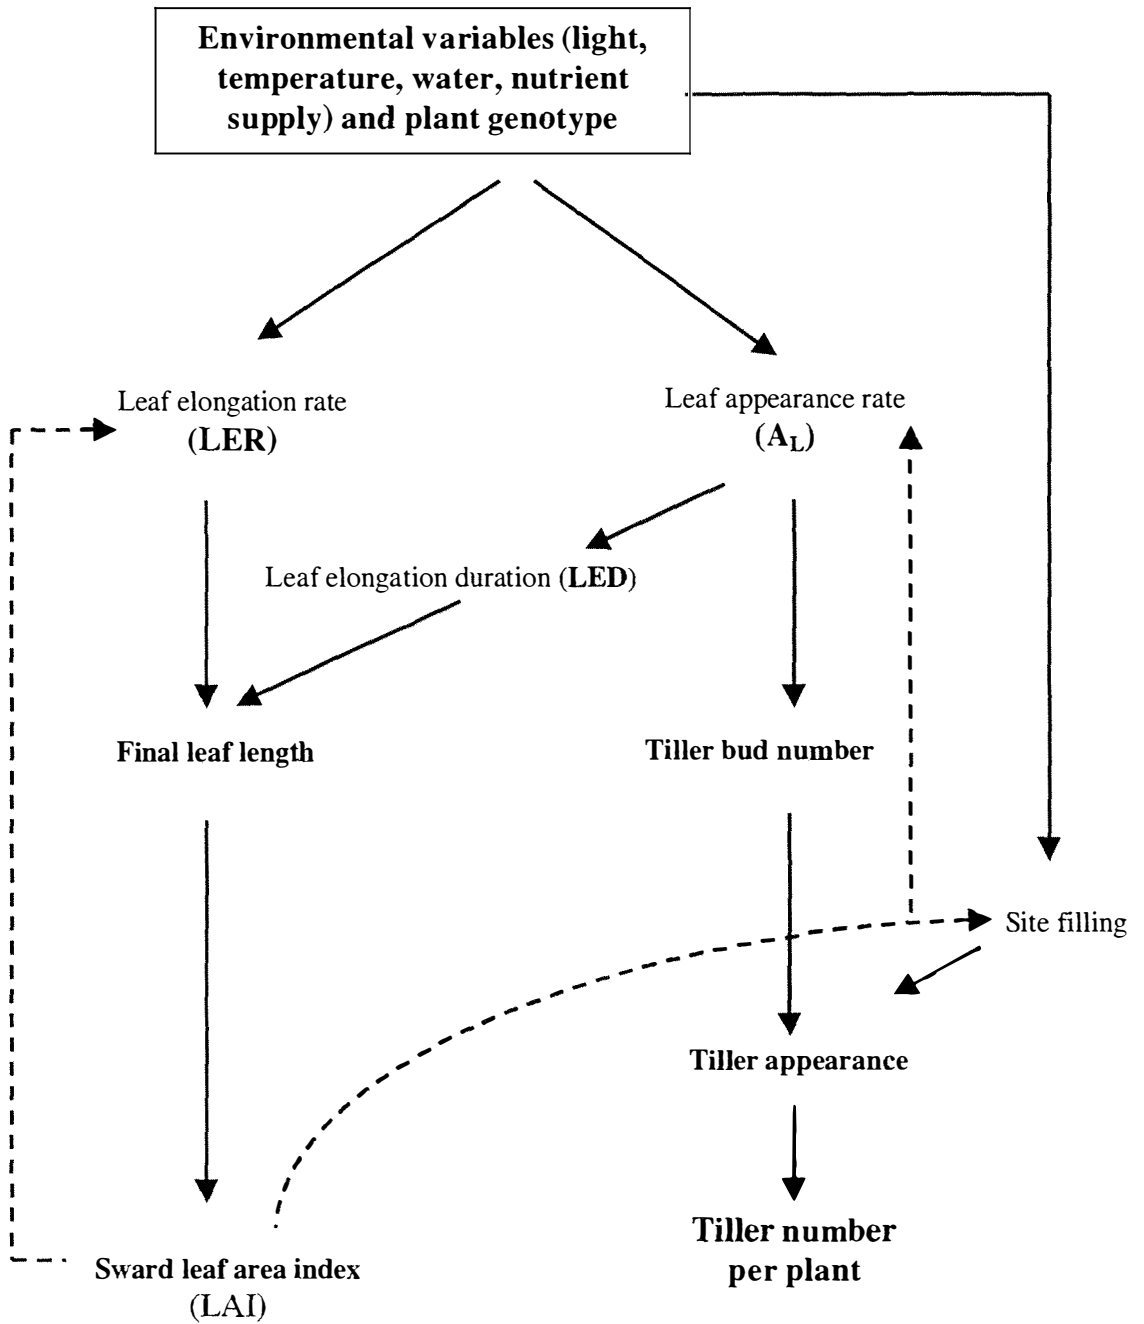 Environmental variables (light,
temperature, water, nutrient
supply) and plant genotype
Leaf elongation rate
(LER)
Leaf appearance rate
(AL)
Leaf elongation duration (LED)
Final leaf length
Tiller bud number
Site filling
Tiller appearance
Tiller number
per plant
Sward leaf area index
(LAI)